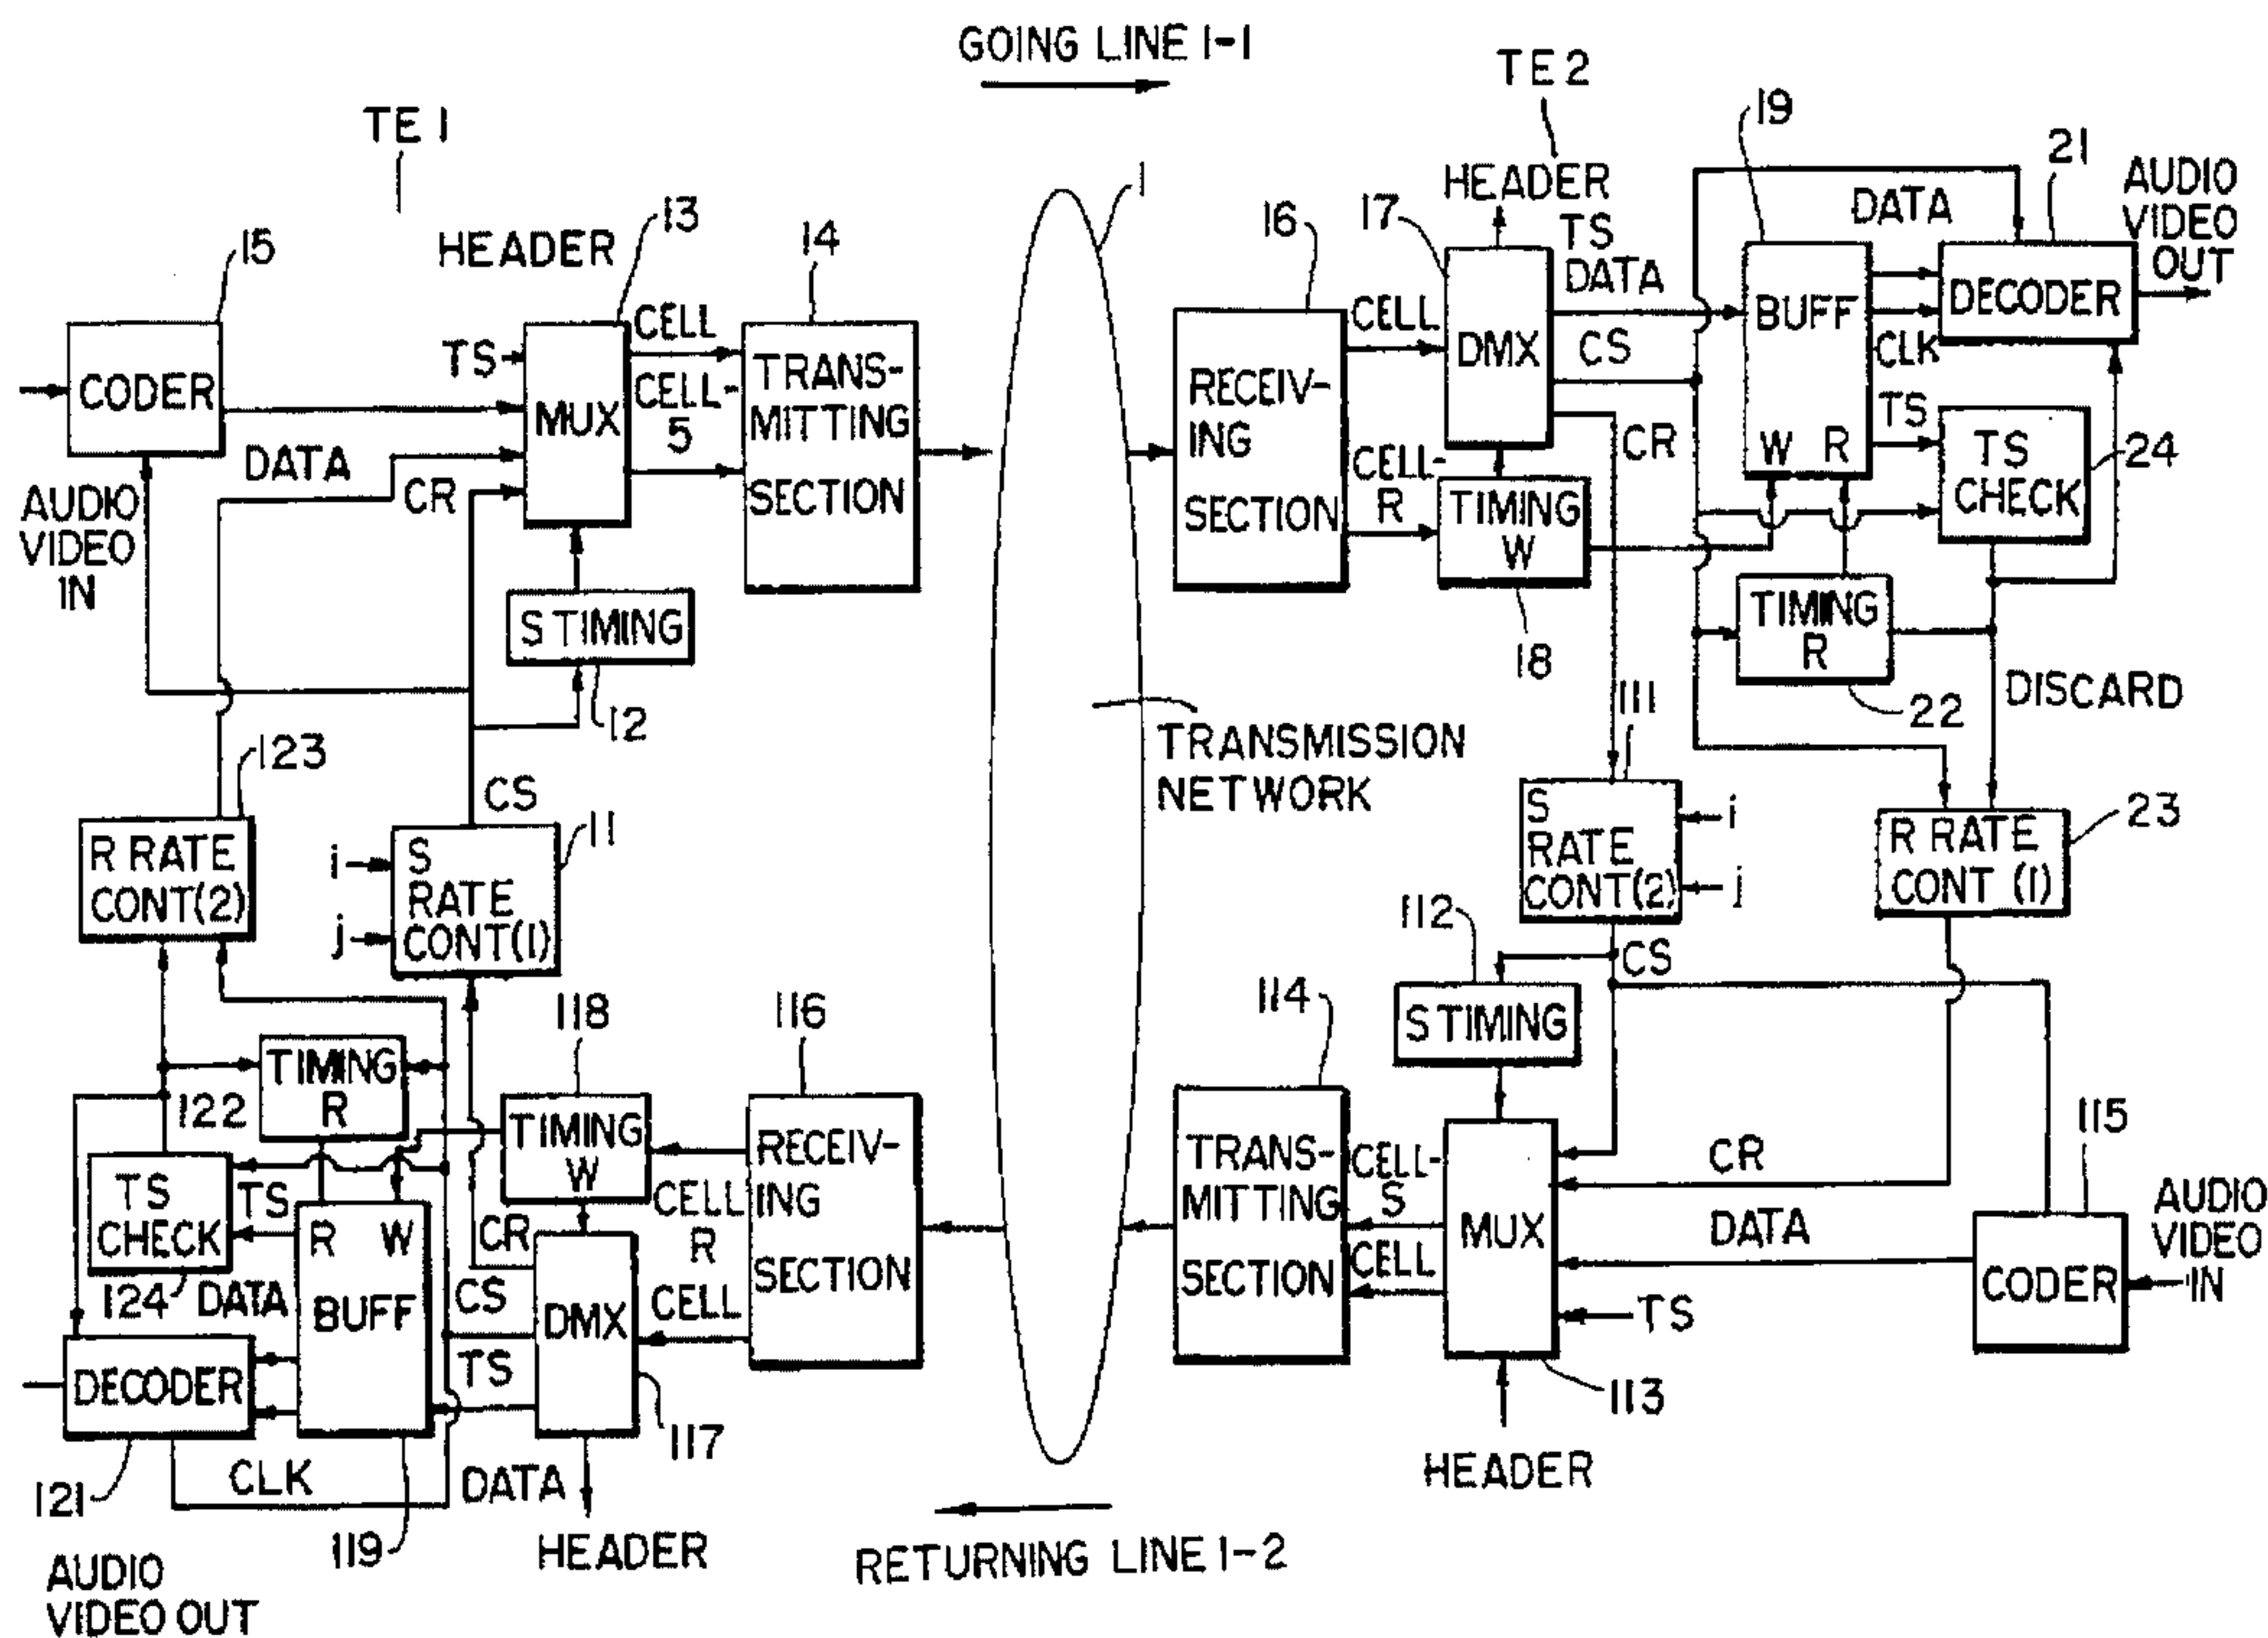 GOING LINE 1-1
TE 1
TE 2
HEADER
13
14
15
CODER
AUDIO
VIDEO
IN
DATA
TS
CR
MUX
CELL
CELL-
5
TRANS-
MITTING
SECTION
S TIMING
12
CS
123
R RATE
CONT(2)
i
j
S
RATE
CONT(1)
11
1
TRANSMISSION
NETWORK
16
RECEIV-
ING
SECTION
CELL
CELL-
R
17
HEADER
TS
DATA
DMX
CS
CR
TIMING
W
18
19
BUFF
W R
DATA
CLK
TS
21
DECODER
AUDIO
VIDEO
OUT
TS
CHECK
24
TIMING
R
22
DISCARD
111
S
RATE
CONT(2)
i
j
R RATE
CONT (1)
23
112
CS
S TIMING
114
TRANS-
MITTING
SECTION
CELL-
S
CELL
MUX
113
HEADER
CR
DATA
TS
115
CODER
AUDIO
VIDEO
IN
118
TIMING
W
116
RECEIV-
ING
SECTION
CELL
R
CELL
TIMING
R
122
TS
CHECK
124
TS
DATA
R W
BUFF
119
CR
CS
TS
DMX
117
DATA
HEADER
DECODER
121
CLK
AUDIO
VIDEO OUT
RETURNING LINE 1-2